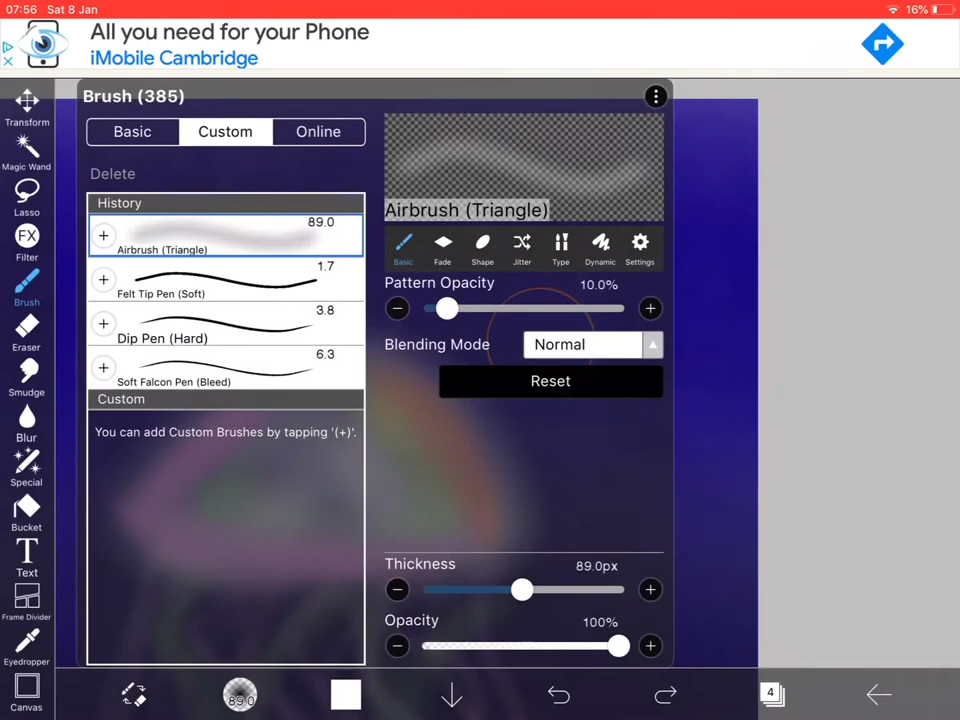 07:56 Sat 8 Jan
16%
All you need for your Phone
iMobile Cambridge
Transform
Magic Wand
Lasso
FX
Filter
Brush
Eraser
Smudge
Blur
Special
Bucket
T
Text
Frame Divider
Eyedropper
Canvas
Brush (385)
Basic Custom Online
Delete
History
89.0
Airbrush (Triangle)
1.7
Felt Tip Pen (Soft)
3.8
Dip Pen (Hard)
6.3
Soft Falcon Pen (Bleed)
Custom
You can add Custom Brushes by tapping '(+)'.
Airbrush (Triangle)
Basic Fade Shape Jitter Type Dynamic Settings
Pattern Opacity 10.0%
Blending Mode Normal
Reset
Thickness 89.0px
Opacity 100%
89.0
4